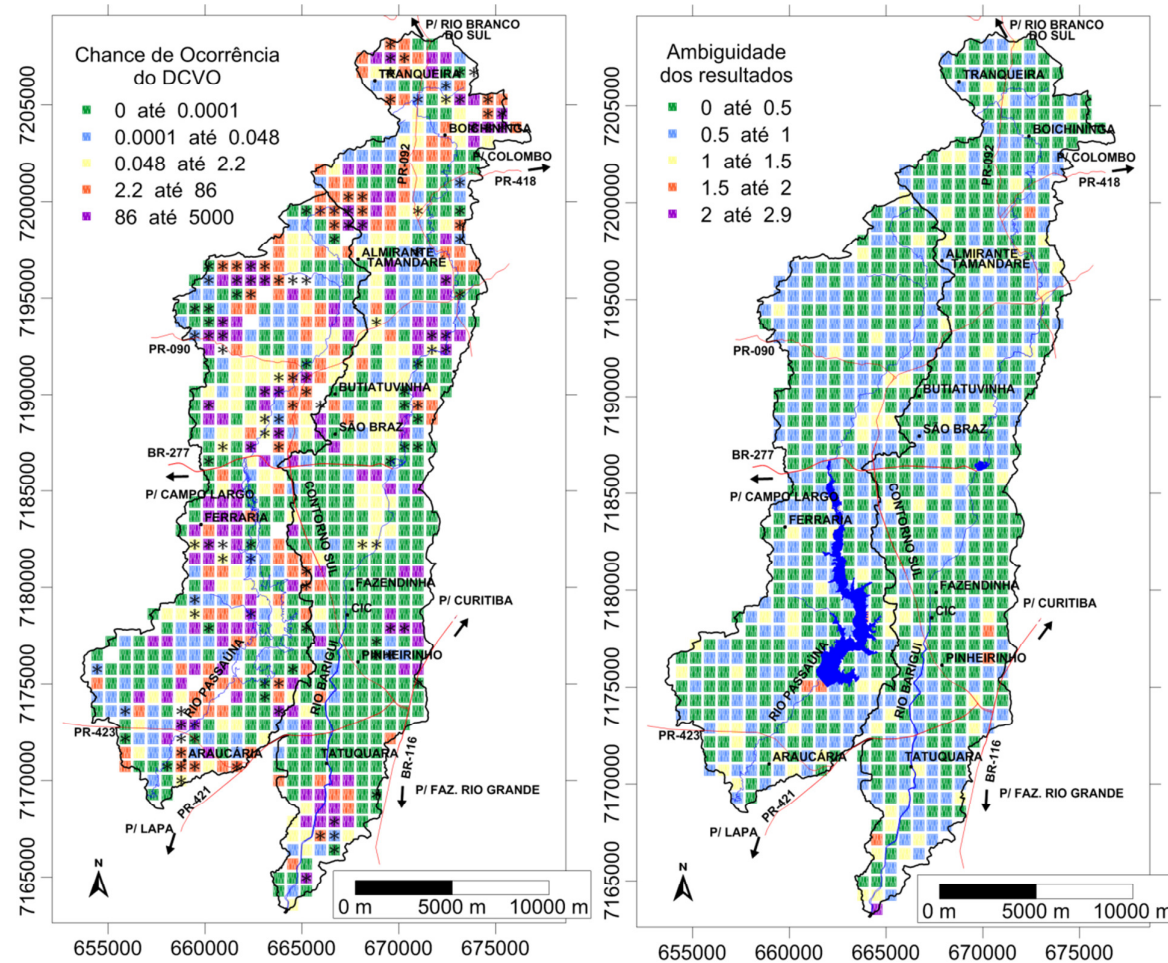 P/ RIO BRANCO
DO SUL
Chance de Ocorrência
do DCVO
0 até 0.0001
0.0001 até 0.048
0.048 até 2.2
2.2 até 86
86 até 5000
TRANQUEIRA
BOICHININGA
P/ COLOMBO
PR-418
PR-092
ALMIRANTE
TAMANDARÉ
PR-090
BUTIATUVINHA
SÃO BRAZ
BR-277
P/ CAMPO LARGO
FERRARIA
CONTORNO SUL
FAZENDINHA
CIC
P/ CURITIBA
PINHEIRINHO
RIO PASSAÚNA
RIO BARIGUI
PR-423
ARAUCÁRIA
TATUQUARA
BR-116
PR-421
P/ FAZ. RIO GRANDE
P/ LAPA
N
0 m 5000 m 10000 m
7205000
7200000
7195000
7190000
7185000
7180000
7175000
7170000
7165000
655000 660000 665000 670000 675000
P/ RIO BRANCO
DO SUL
Ambiguidade
dos resultados
0 até 0.5
0.5 até 1
1 até 1.5
1.5 até 2
2 até 2.9
TRANQUEIRA
BOICHININGA
P/ COLOMBO
PR-418
PR-092
ALMIRANTE
TAMANDARÉ
PR-090
BUTIATUVINHA
SÃO BRAZ
BR-277
P/ CAMPO LARGO
FERRARIA
CONTORNO SUL
FAZENDINHA
CIC
P/ CURITIBA
PINHEIRINHO
RIO PASSAÚNA
RIO BARIGUI
PR-423
ARAUCÁRIA
TATUQUARA
BR-116
PR-421
P/ FAZ. RIO GRANDE
P/ LAPA
N
0 m 5000 m 10000 m
7205000
7200000
7195000
7190000
7185000
7180000
7175000
7170000
7165000
655000 660000 665000 670000 675000